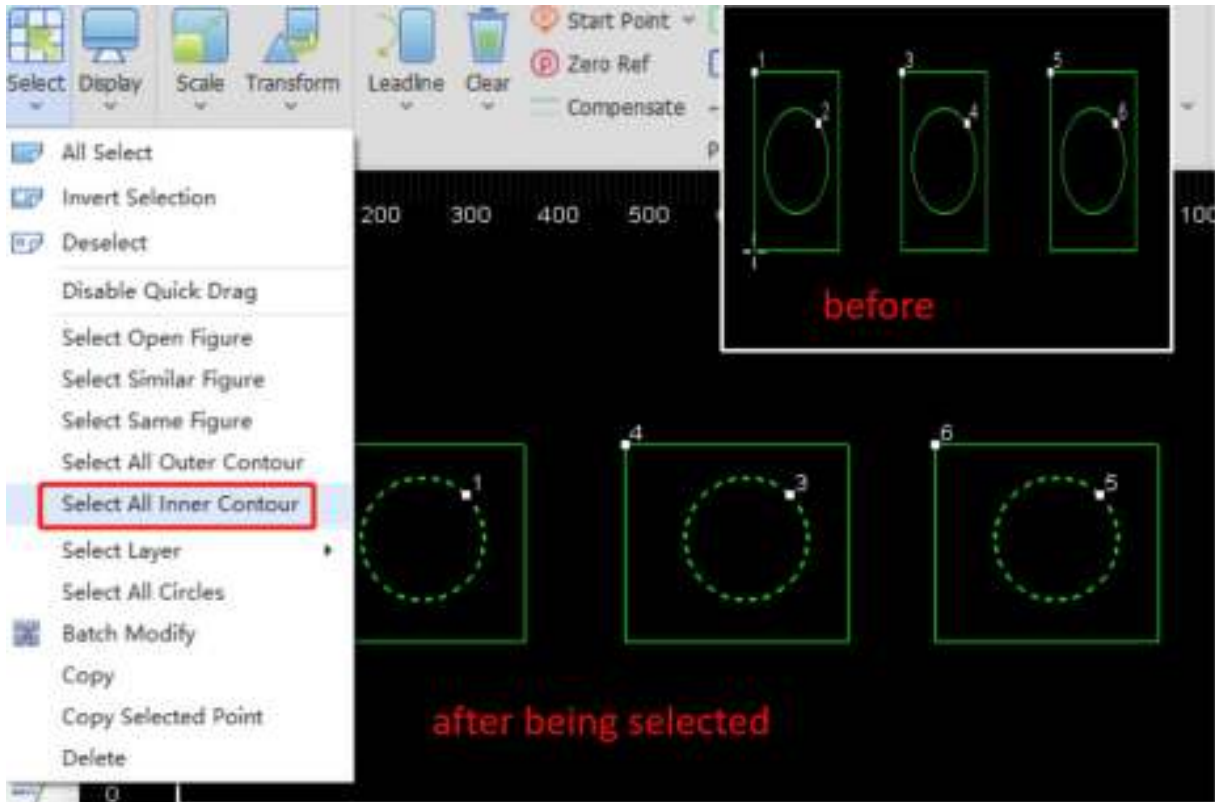 Select
Display
Scale
Transform
Leadline
Clear
Start Point
Zero Ref
Compensate
All Select
Invert Selection
Deselect
Disable Quick Drag
Select Open Figure
Select Similar Figure
Select Same Figure
Select All Outer Contour
Select All Inner Contour
Select Layer
Select All Circles
Batch Modify
Copy
Copy Selected Point
Delete
200 300 400 500
1 3 5
2 4 6
before
4 6
1 3 5
after being selected
0